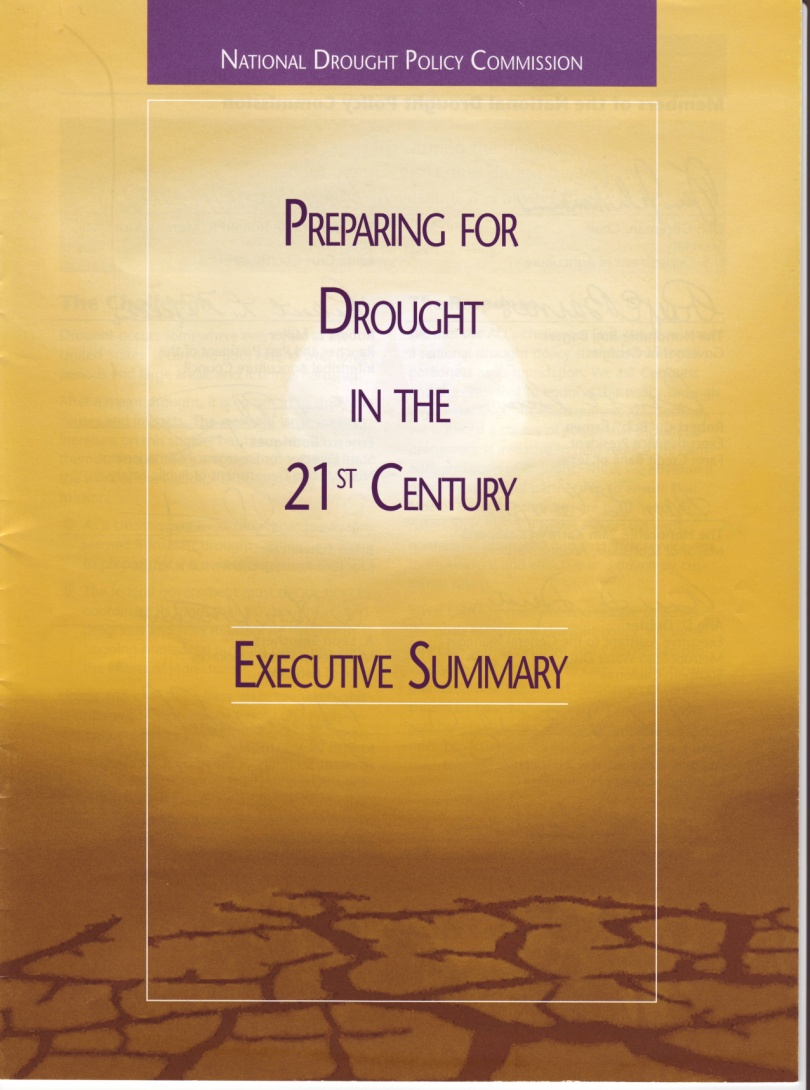 National Drought Policy Commission
Preparing for
Drought
in the
21st Century
Executive Summary